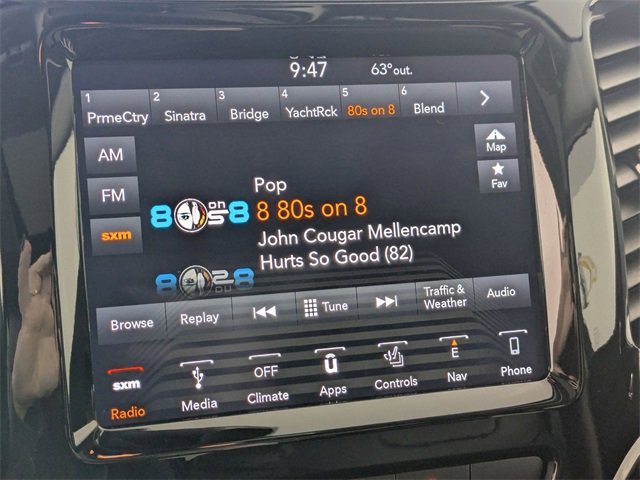 9:47 63° out.
1 2 3 4 5 6
PrmeCtry Sinatra Bridge YachtRck 80s on 8 Blend
AM
Map
FM
Fav
sxm
Pop
8 80s on 8
John Cougar Mellencamp
Hurts So Good (82)
Browse Replay Tune Traffic & Weather Audio
sxm OFF û E
Radio Media Climate Apps Controls Nav Phone